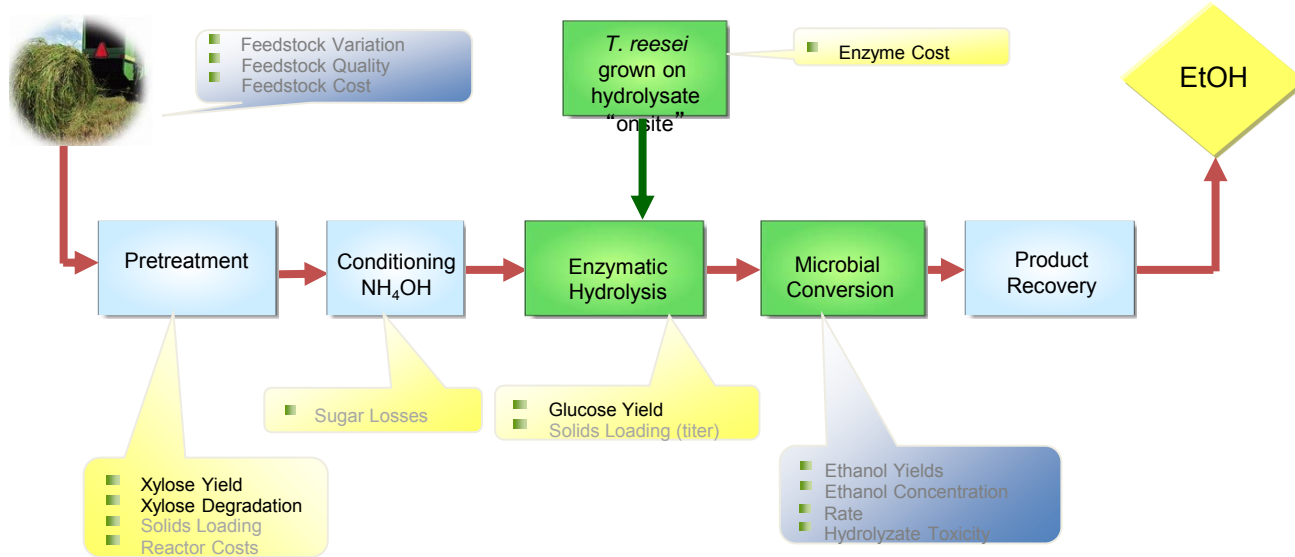 Feedstock Variation
Feedstock Quality
Feedstock Cost
T. reesei
grown on
hydrolysate
“onsite”
Enzyme Cost
EtOH
Pretreatment
Conditioning
NH₄OH
Enzymatic
Hydrolysis
Microbial
Conversion
Product
Recovery
Sugar Losses
Glucose Yield
Solids Loading (titer)
Xylose Yield
Xylose Degradation
Solids Loading
Reactor Costs
Ethanol Yields
Ethanol Concentration
Rate
Hydrolyzate Toxicity